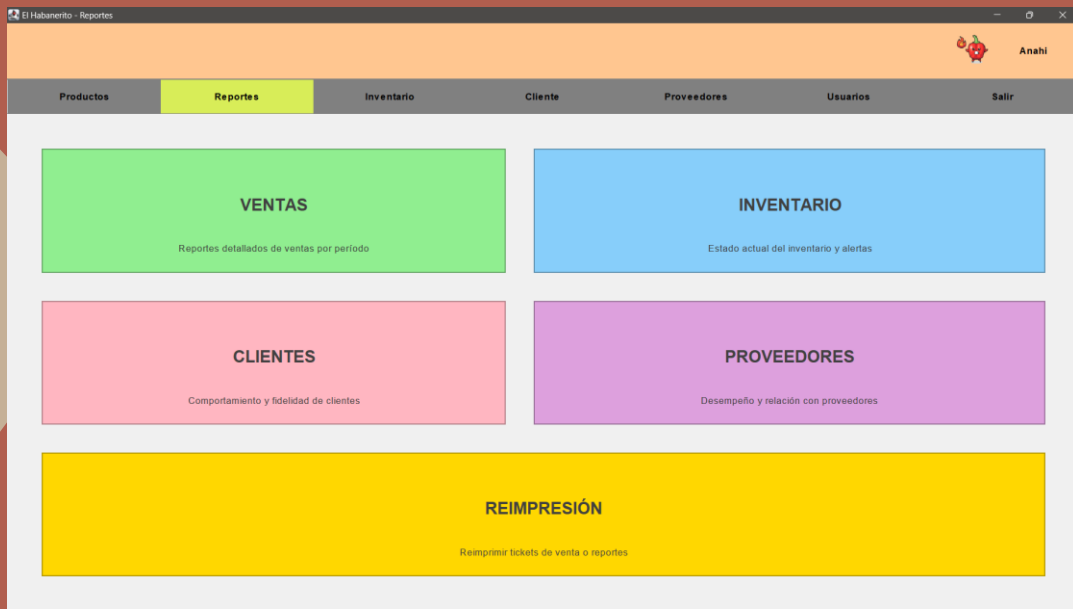 El Habanerito - Reportes
Anahi
Productos Reportes Inventario Cliente Proveedores Usuarios Salir
VENTAS
Reportes detallados de ventas por período
INVENTARIO
Estado actual del inventario y alertas
CLIENTES
Comportamiento y fidelidad de clientes
PROVEEDORES
Desempeño y relación con proveedores
REIMPRESIÓN
Reimprimir tickets de venta o reportes